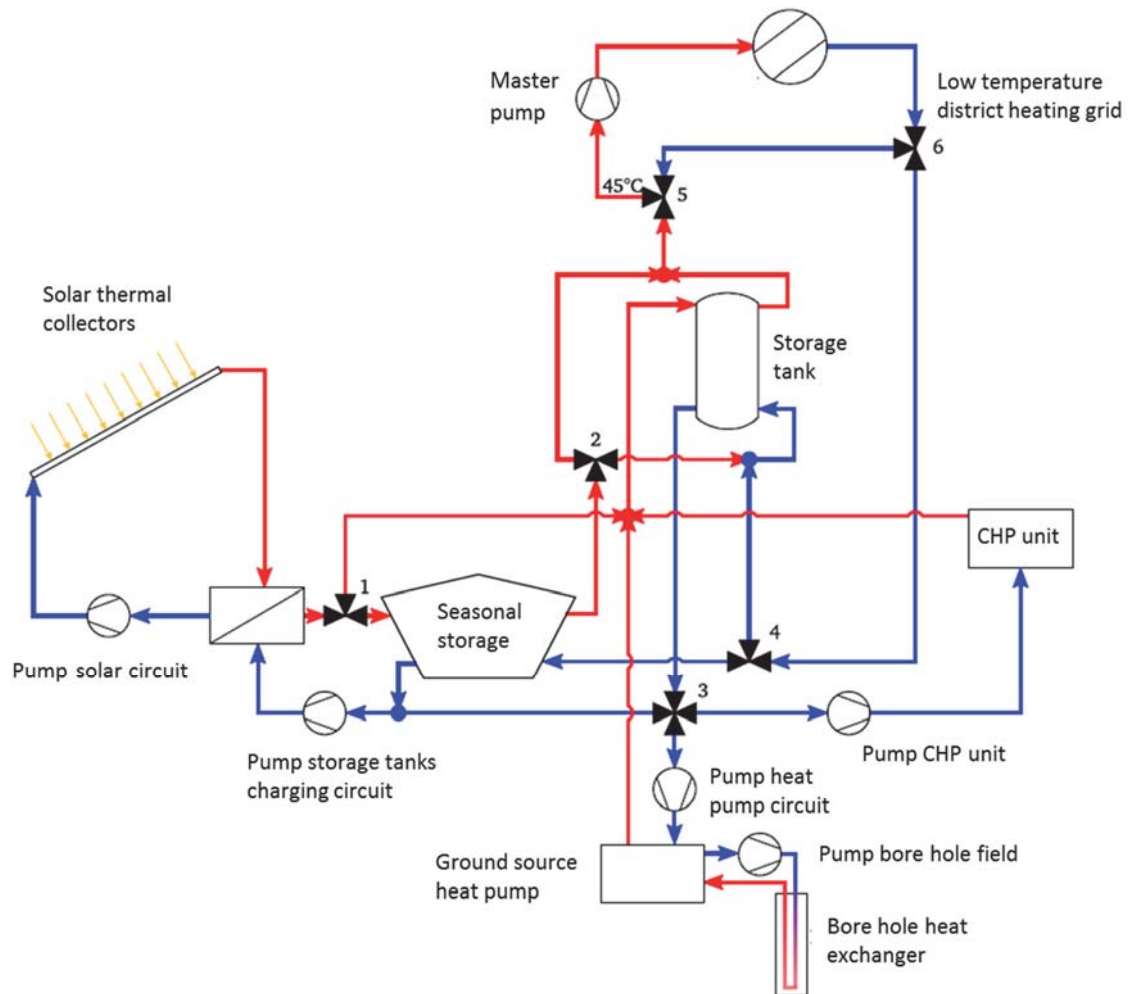 Master
pump
Low temperature
district heating grid
6
45°C
5
Solar thermal
collectors
Storage
tank
2
CHP unit
1
Seasonal
storage
4
Pump solar circuit
3
Pump storage tanks
charging circuit
Pump CHP unit
Pump heat
pump circuit
Ground source
heat pump
Pump bore hole field
Bore hole heat
exchanger